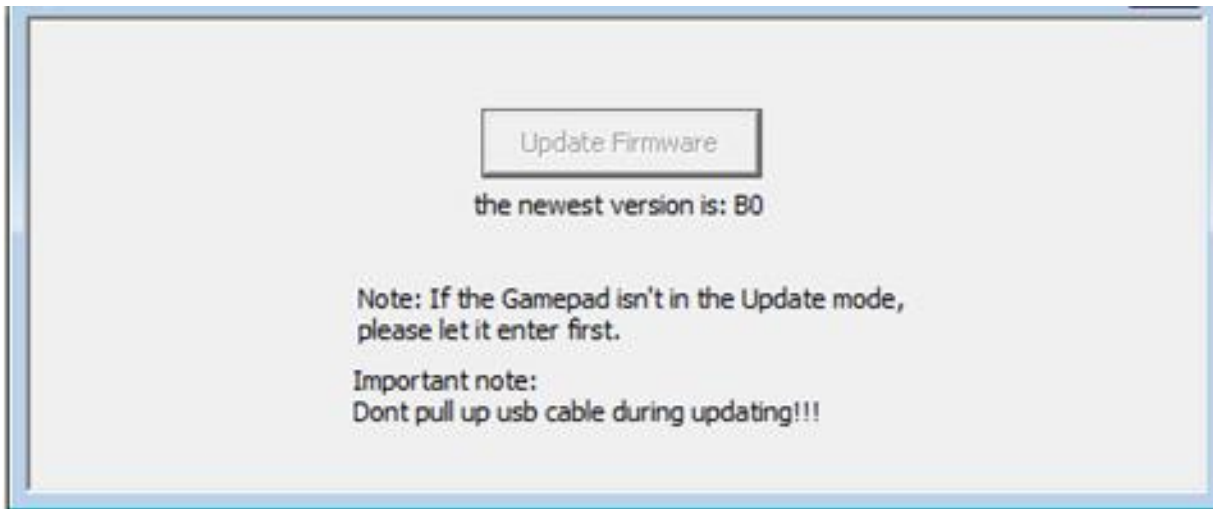 Update Firmware
the newest version is: B0
Note: If the Gamepad isn't in the Update mode,
please let it enter first.
Important note:
Dont pull up usb cable during updating!!!